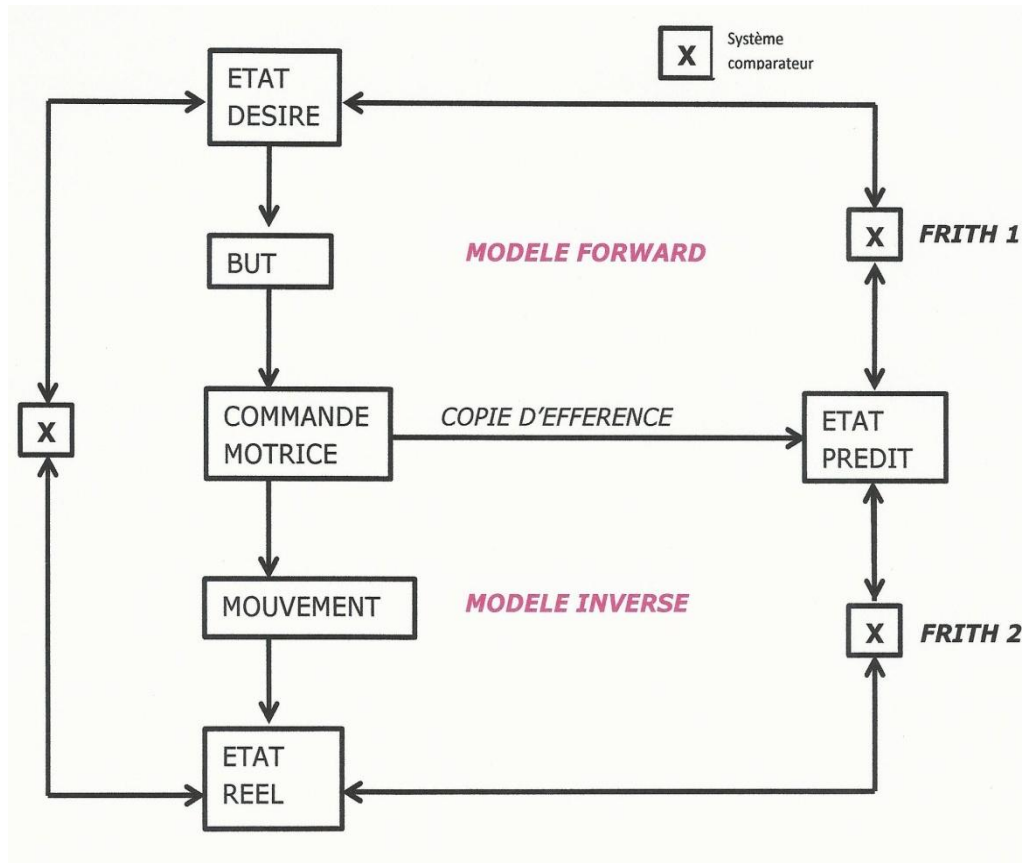 X
Système
comparateur
ETAT
DESIRE
X
FRITH 1
BUT
MODELE FORWARD
X
COMMANDE
MOTRICE
COPIE D'EFFERENCE
ETAT
PREDIT
MOUVEMENT
MODELE INVERSE
X
FRITH 2
ETAT
REEL